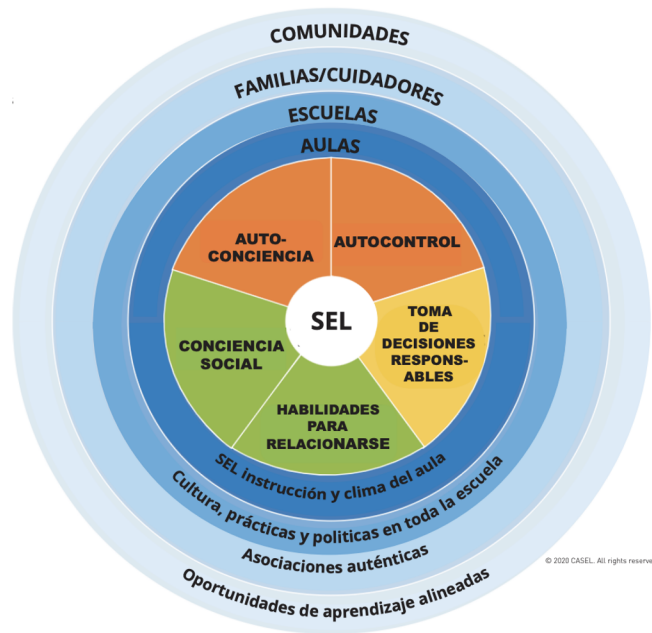 COMUNIDADES
FAMILIAS/CUIDADORES
ESCUELAS
AULAS
AUTO-
CONCIENCIA
AUTOCONTROL
SEL
CONCIENCIA
SOCIAL
TOMA
DE
DECISIONES
RESPONS-
ABLES
HABILIDADES
PARA
RELACIONARSE
SEL instrucción y clima del aula
Cultura, prácticas y politicas en toda la escuela
Asociaciones auténticas
Oportunidades de aprendizaje alineadas
© 2020 CASEL. All rights reserve